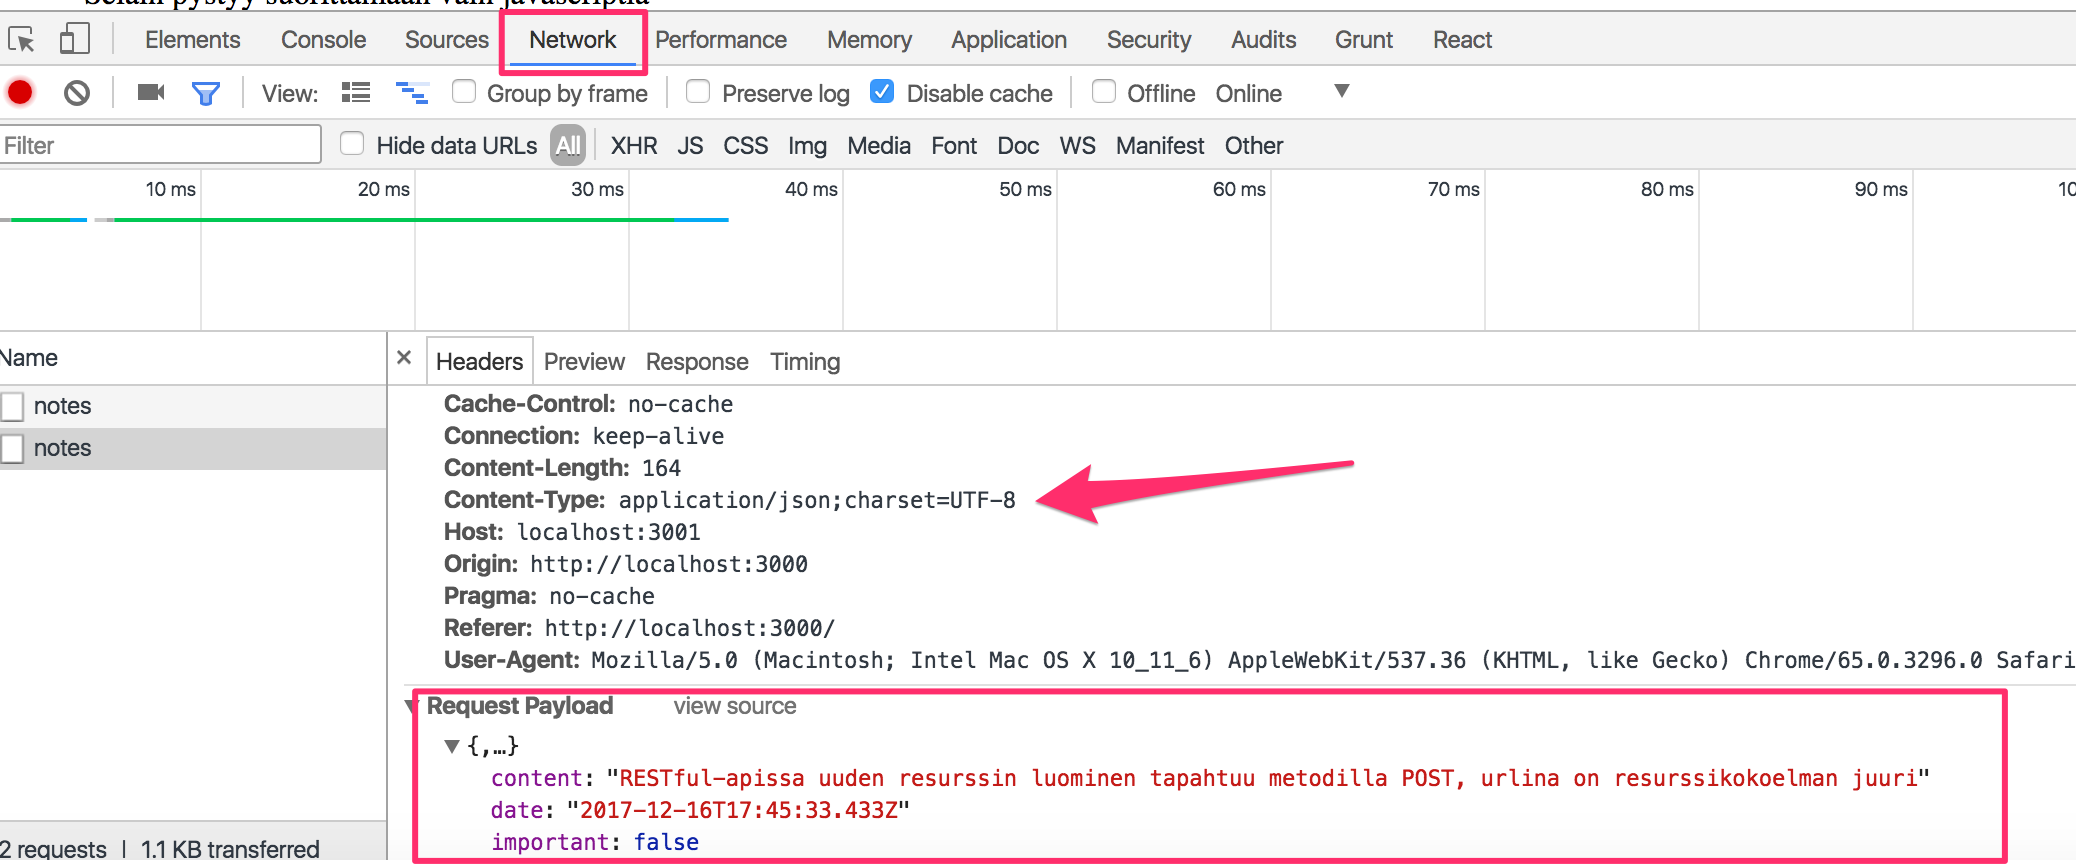 Selain pystyy suorittamaan vain javascriptiä
Elements Console Sources Network Performance Memory Application Security Audits Grunt React
View: Group by frame Preserve log Disable cache Offline Online
Filter Hide data URLs All XHR JS CSS Img Media Font Doc WS Manifest Other
10 ms 20 ms 30 ms 40 ms 50 ms 60 ms 70 ms 80 ms 90 ms 10
Name
notes
notes
2 requests | 1.1 KB transferred
× Headers Preview Response Timing
Cache-Control: no-cache
Connection: keep-alive
Content-Length: 164
Content-Type: application/json;charset=UTF-8
Host: localhost:3001
Origin: http://localhost:3000
Pragma: no-cache
Referer: http://localhost:3000/
User-Agent: Mozilla/5.0 (Macintosh; Intel Mac OS X 10_11_6) AppleWebKit/537.36 (KHTML, like Gecko) Chrome/65.0.3296.0 Safari
Request Payload view source
{,…}
content: "RESTful-apissa uuden resurssin luominen tapahtuu metodilla POST, urlina on resurssikokoelman juuri"
date: "2017-12-16T17:45:33.433Z"
important: false